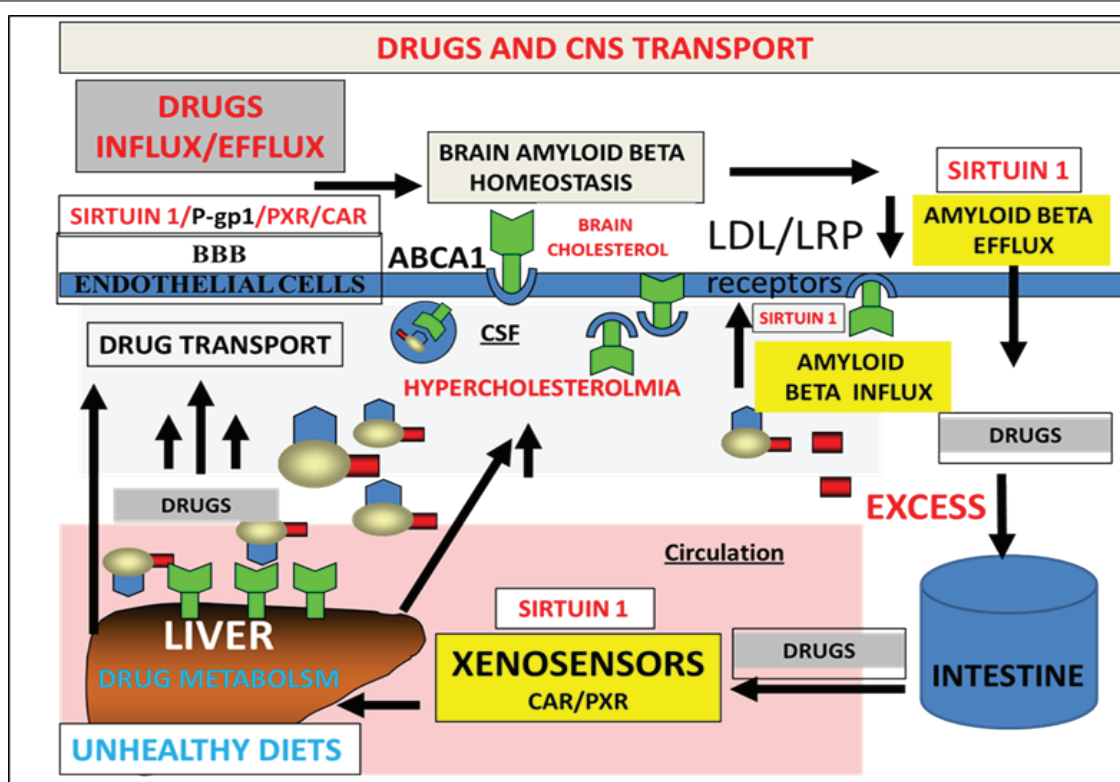 DRUGS AND CNS TRANSPORT
DRUGS
INFLUX/EFFLUX
BRAIN AMYLOID BETA
HOMEOSTASIS
SIRTUIN 1
AMYLOID BETA
EFFLUX
SIRTUIN 1/P-gp1/PXR/CAR
BBB
ENDOTHELIAL CELLS
ABCA1
BRAIN
CHOLESTEROL
LDL/LRP
receptors
DRUG TRANSPORT
CSF
HYPERCHOLESTEROLMIA
SIRTUIN 1
AMYLOID
BETA INFLUX
DRUGS
DRUGS
EXCESS
Circulation
LIVER
DRUG METABOLSM
UNHEALTHY DIETS
SIRTUIN 1
XENOSENSORS
CAR/PXR
DRUGS
INTESTINE